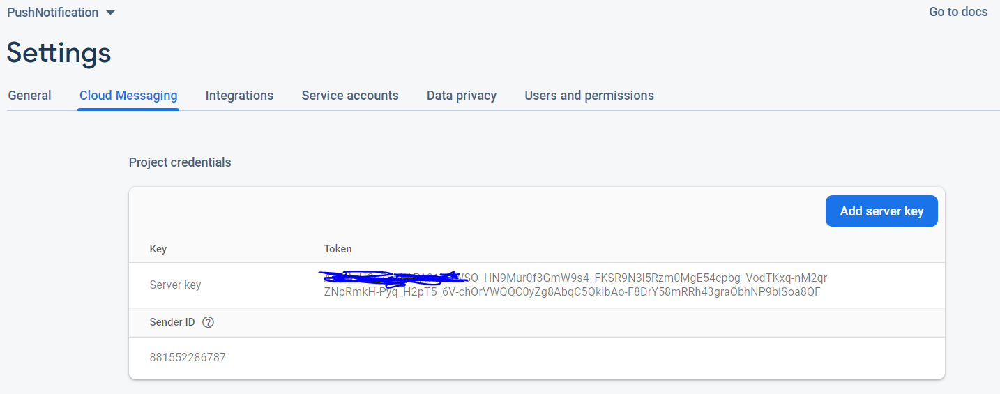 PushNotification
Go to docs
Settings
General Cloud Messaging Integrations Service accounts Data privacy Users and permissions
Project credentials
Add server key
Key Token
Server key
SO_HN9Mur0f3GmW9s4_FKSR9N3I5Rzm0MgE54cpbg_VodTKxq-nM2qr
ZNpRmkH-Pyq_H2pT5_6V-chOrVWQQC0yZg8AbqC5QkIbAo-F8DrY58mRRh43graObhNP9biSoa8QF
Sender ID ?
881552286787